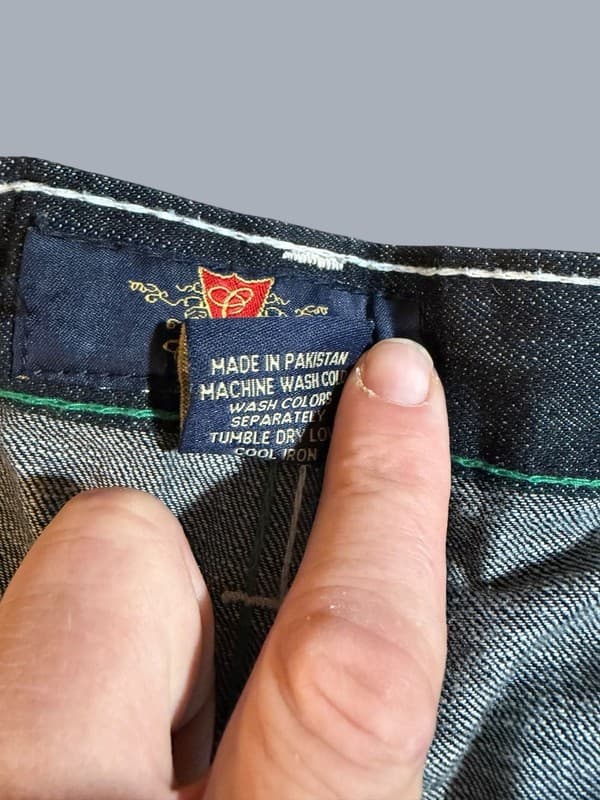 C
MADE IN PAKISTAN
MACHINE WASH COLD
WASH COLORS
SEPARATELY
TUMBLE DRY LOW
COOL IRON